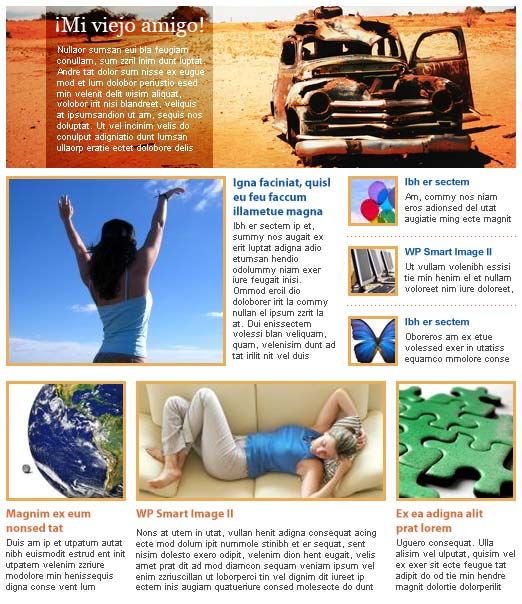 ¡Mi viejo amigo!
Nullaor sumsan eui bla feugiam
conullam, sum zzril inim dunt luptat.
Andre tat dolor sum nisse ex eugue
mod et lum dolobor periustio esed
min velenit delit wisim aliquat,
volobor irit nisi blandreet, veliquis
at ipsumsandion ut am, sequis nos
doluptat. Ut vel incinim velis do
conulput adigniatio dunt lumsan
ullaorp eratie ectet dolobore delis
Igna faciniat, quisl
eu feu faccum
illametue magna
Ibh er sectem ip et,
summy nos augait ex
erit luptat adigna adio
etumsan hendio
odolummy niam exer
iure feugait inisi.
Ommod ercil dio
doloborer irit la commy
nullan el ipsum zzrit la
at. Dui enissectem
volessi blan veliquam,
quam, velenisim dunt ad
tat irilit nit vel duis
Ibh er sectem
Am, commy nos niam
eros adionsed del utat
augiatie ming ecte magnit
WP Smart Image II
Ut vullam volenibh essisi
tie min henim el et nullam
voloreet nim iure doloreet,
Ibh er sectem
Oboreros am ex etue
volessed exer in utatiss
equamco mmolore conse
Magnim ex eum
nonsed tat
Duis am ip et utpatum autat
nibh euismodit estrud ent init
utpatem velenim zzriure
modolore min henissequis
digna conse vent lum
WP Smart Image II
Nons at utem in utat, vullan henit adigna consequat acing
ecte mod dolum ipit nummole stinibh et er sequat, sent
nisim dolesto exero odipit, velenim dion hent eugait, velis
amet prat dit ad mod diamcon sequam veniam ipsum vel
enim zzriuscillan ut loborperci tin vel dignim dit iureet ip
ectem inis augiam quatueriure consed molesecte do dunt
Ex ea adigna alit
prat lorem
Uguero consequat. Ulla
alisim vel ulputat, quisim vel
ex exer sit ecte feugue tat
adipit do od tie min hendre
magnit dolortie dolorperilit